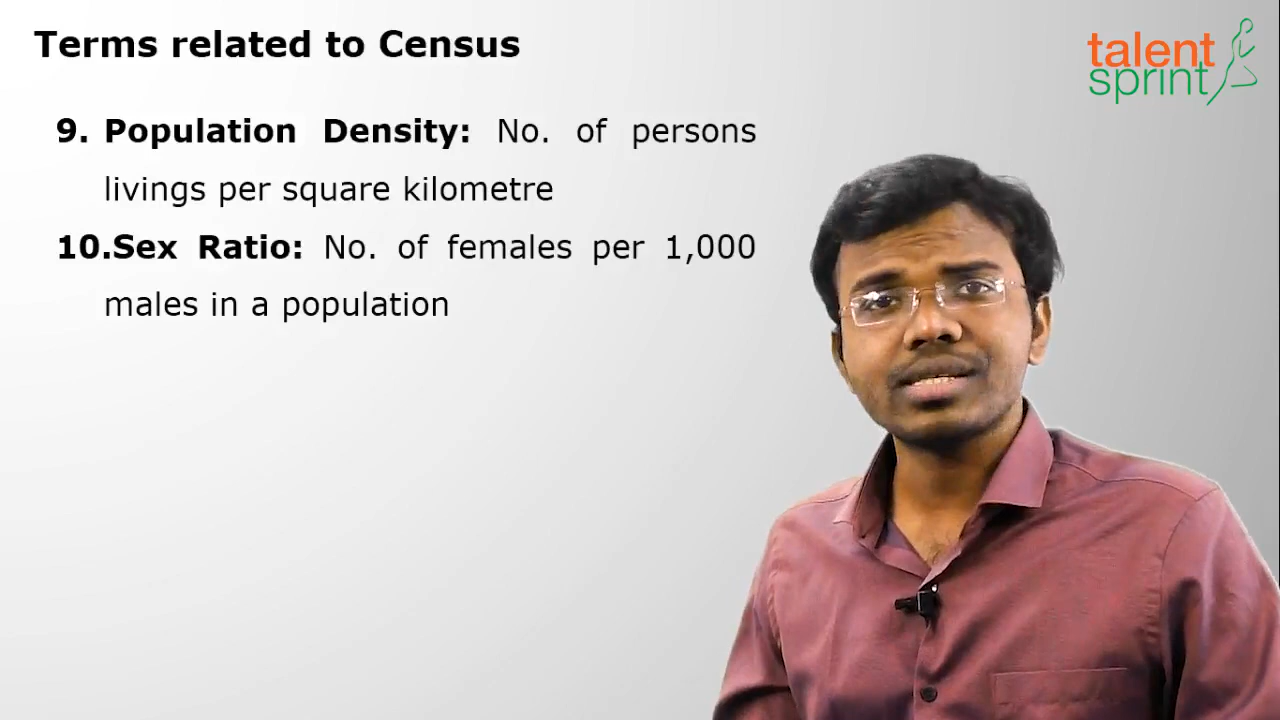 Terms related to Census
talent
sprint
9. Population Density: No. of persons
livings per square kilometre
10.Sex Ratio: No. of females per 1,000
males in a population